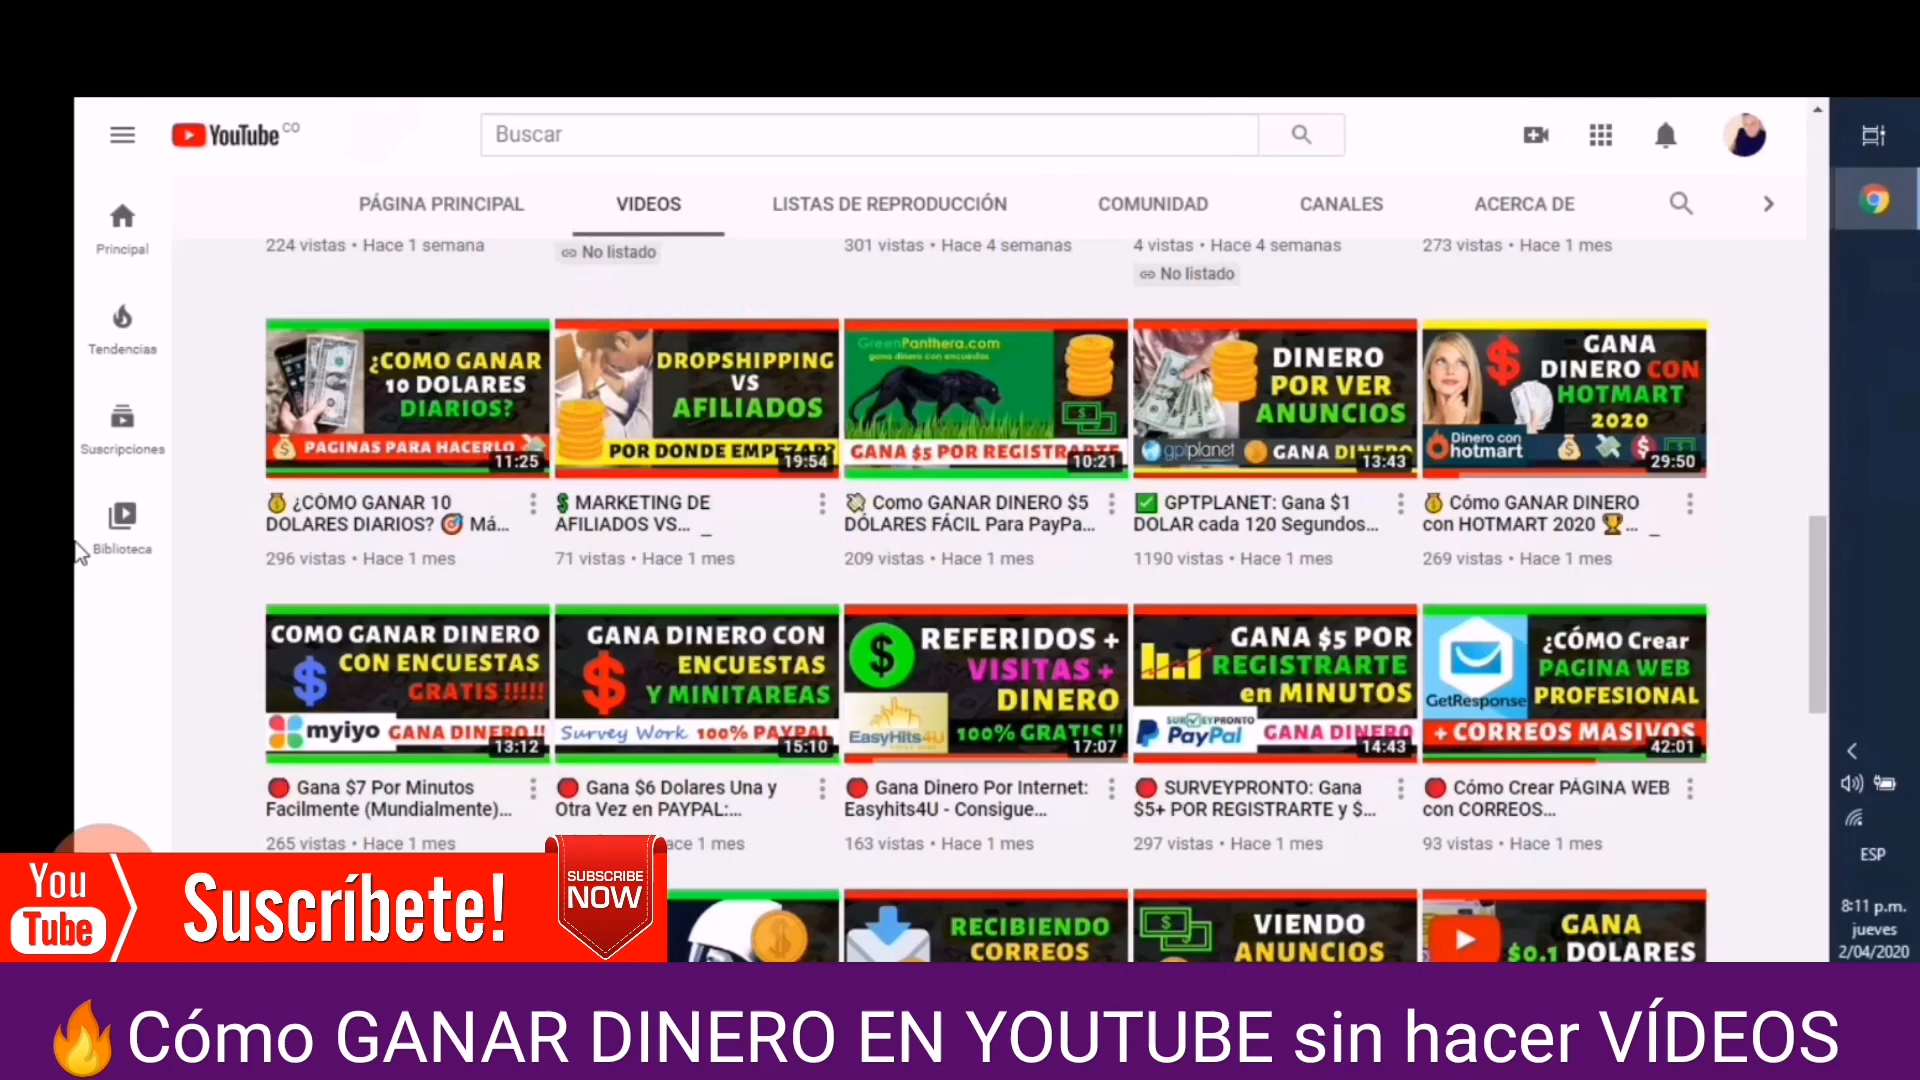 YouTube CO
Buscar
PÁGINA PRINCIPAL VIDEOS LISTAS DE REPRODUCCIÓN COMUNIDAD CANALES ACERCA DE
Principal
Tendencias
Suscripciones
Biblioteca
224 vistas • Hace 1 semana
No listado
301 vistas • Hace 4 semanas
4 vistas • Hace 4 semanas
No listado
273 vistas • Hace 1 mes
¿COMO GANAR
10 DOLARES
DIARIOS?
PAGINAS PARA HACERLO
11:25
💰 ¿CÓMO GANAR 10
DOLARES DIARIOS? 🎯 Má...
296 vistas • Hace 1 mes
DROPSHIPPING
VS
AFILIADOS
POR DONDE EMPEZAR?
19:54
💲 MARKETING DE
AFILIADOS VS... _
71 vistas • Hace 1 mes
GreenPanthera.com
gana dinero con encuestas
GANA $5 POR REGISTRARTE
10:21
💸 Como GANAR DINERO $5
DÓLARES FÁCIL Para PayPa...
209 vistas • Hace 1 mes
DINERO
POR VER
ANUNCIOS
gptplanet GANA DINERO
13:43
✅ GPTPLANET: Gana $1
DOLAR cada 120 Segundos...
1190 vistas • Hace 1 mes
GANA
DINERO CON
HOTMART
2020
Dinero con
hotmart
29:50
💰 Cómo GANAR DINERO
con HOTMART 2020 🏆... _
269 vistas • Hace 1 mes
COMO GANAR DINERO
CON ENCUESTAS
GRATIS !!!!!
myiyo GANA DINERO !!
13:12
🔴 Gana $7 Por Minutos
Facilmente (Mundialmente)...
265 vistas • Hace 1 mes
GANA DINERO CON
ENCUESTAS
Y MINITAREAS
Survey Work 100% PAYPAL
15:10
🔴 Gana $6 Dolares Una y
Otra Vez en PAYPAL:...
ace 1 mes
REFERIDOS +
VISITAS +
DINERO
EasyHits4U 100% GRATIS !!
17:07
🔴 Gana Dinero Por Internet:
Easyhits4U - Consigue...
163 vistas • Hace 1 mes
GANA $5 POR
REGISTRARTE
en MINUTOS
SURVEYPRONTO
PayPal GANA DINERO
14:43
🔴 SURVEYPRONTO: Gana
$5+ POR REGISTRARTE y $...
297 vistas • Hace 1 mes
¿CÓMO Crear
PAGINA WEB
PROFESIONAL
GetResponse
+ CORREOS MASIVOS
42:01
🔴 Cómo Crear PÁGINA WEB
con CORREOS...
93 vistas • Hace 1 mes
RECIBIENDO
CORREOS
VIENDO
ANUNCIOS
GANA
$0.1 DOLARES
ESP
8:11 p.m.
jueves
2/04/2020
You
Tube
Suscríbete!
SUBSCRIBE
NOW
🔥Cómo GANAR DINERO EN YOUTUBE sin hacer VÍDEOS